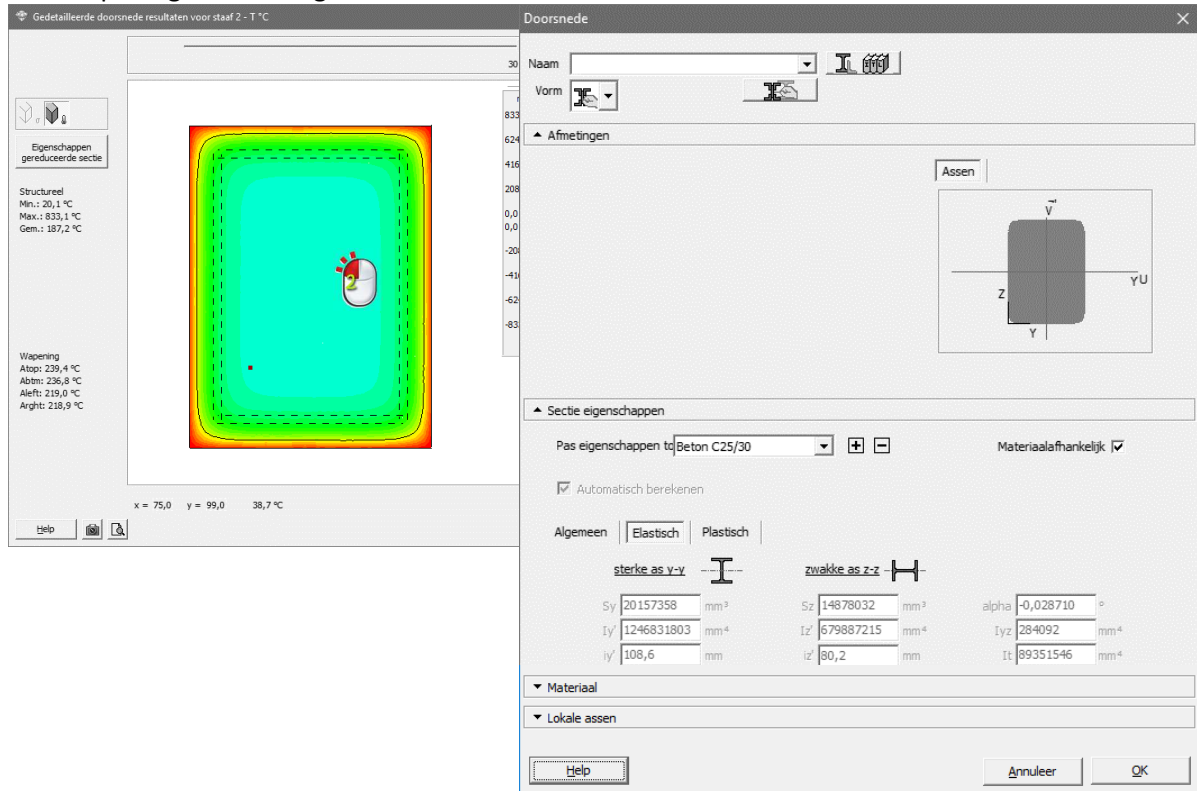 Gedetailleerde doorsnede resultaten voor staaf 2 - T °C
30
833
624
416
208
0,0
0,0
-20
-41
-62
-83
Eigenschappen
gereduceerde sectie
Structureel
Min.: 20,1 °C
Max.: 833,1 °C
Gem.: 187,2 °C
2
Wapening
Atop: 239,4 °C
Abtm: 236,8 °C
Aleft: 219,0 °C
Arght: 218,9 °C
x = 75,0 y = 99,0 38,7 °C
Help
Doorsnede
Naam
Vorm
Afmetingen
Assen
V
YU
Z
Y
Sectie eigenschappen
Pas eigenschappen to Beton C25/30 Materiaalafhankelijk
Automatisch berekenen
Algemeen Elastisch Plastisch
sterke as y-y zwakke as z-z
Sy 20157358 mm³ Sz 14878032 mm³ alpha -0,028710 °
Iy' 1246831803 mm⁴ Iz' 679887215 mm⁴ Iyz 284092 mm⁴
iy' 108,6 mm iz' 80,2 mm It 89351546 mm⁴
Materiaal
Lokale assen
Help Annuleer OK